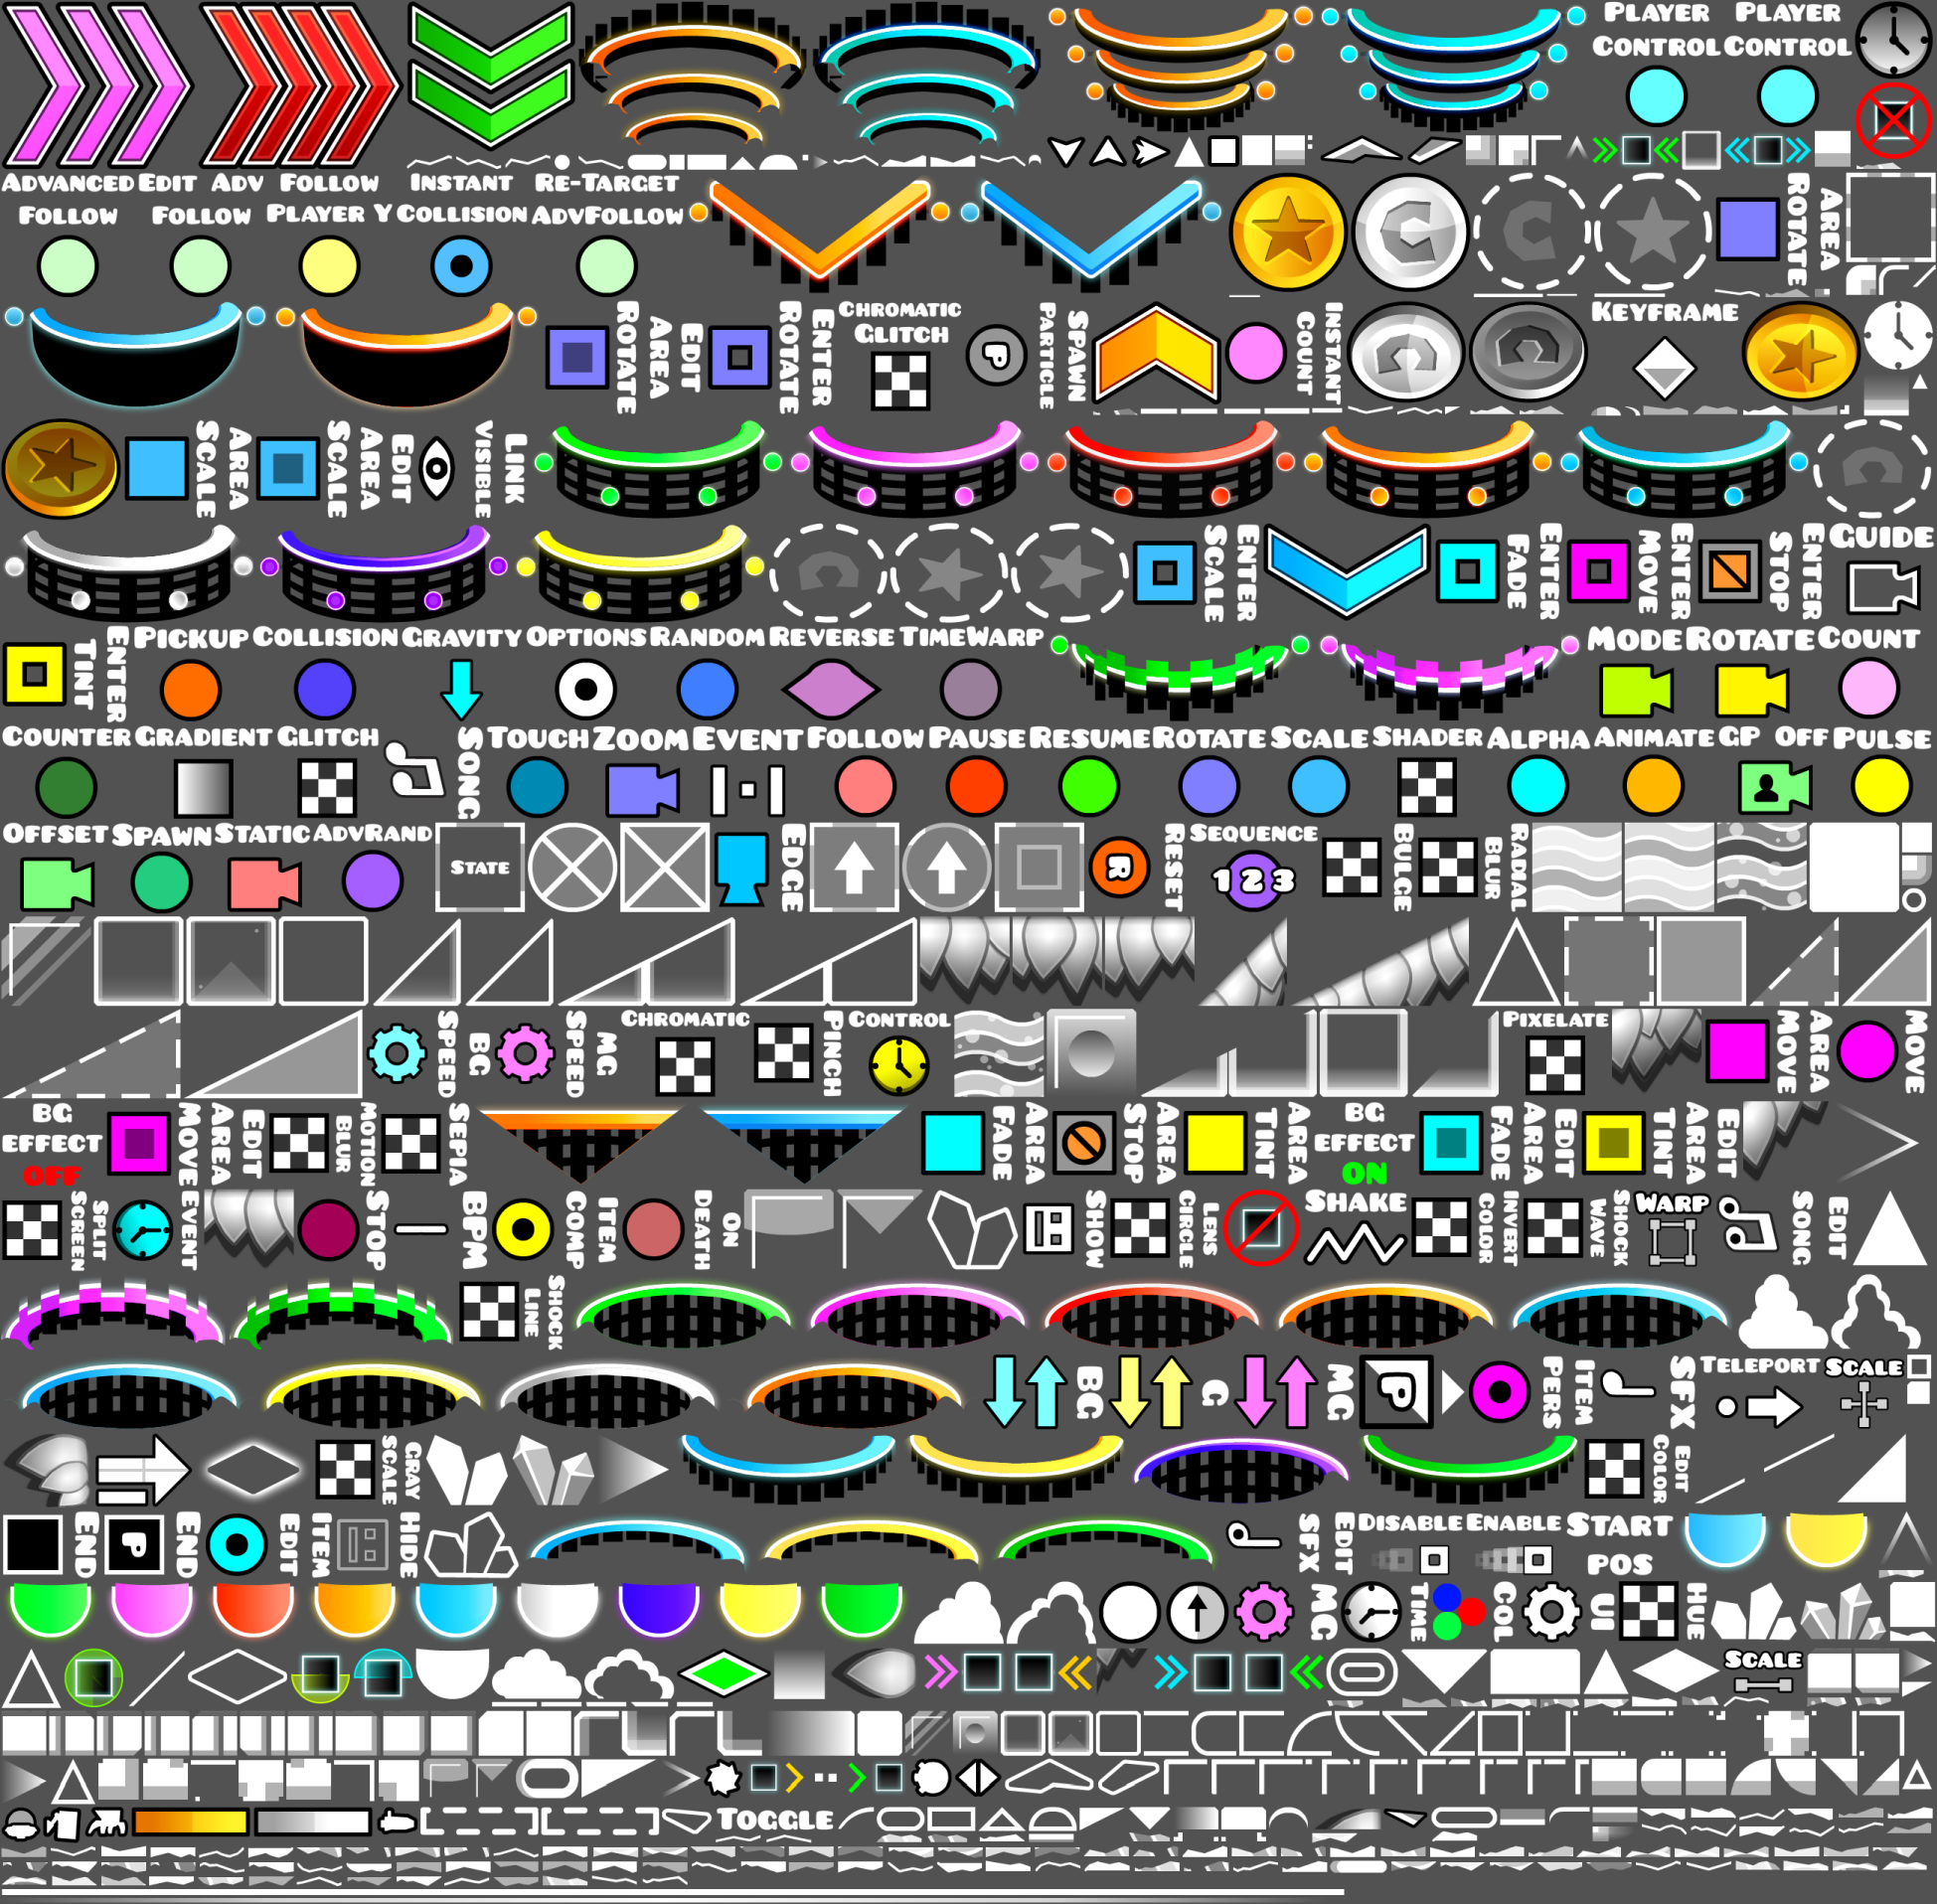 PLAYER CONTROL
PLAYER CONTROL
ADVANCED FOLLOW
EDIT FOLLOW
ADV FOLLOW
PLAYER Y
INSTANT COLLISION
RE-TARGET ADVFOLLOW
AREA ROTATE
EDIT AREA ROTATE
ENTER ROTATE
CHROMATIC GLITCH
P
SPAWN PARTICLE
INSTANT COUNT
KEYFRAME
AREA SCALE
EDIT AREA SCALE
LINK VISIBLE
ENTER SCALE
ENTER FADE
ENTER MOVE
ENTER STOP
GUIDE
ENTER TINT
PICKUP
COLLISION
GRAVITY
OPTIONS
RANDOM
REVERSE
TIMEWARP
MODE
ROTATE
COUNT
COUNTER
GRADIENT
GLITCH
SONG
TOUCH
ZOOM
EVENT
FOLLOW
PAUSE
RESUME
ROTATE
SCALE
SHADER
ALPHA
ANIMATE
GP OFF
PULSE
OFFSET
SPAWN
STATIC
ADVRAND
STATE
EDGE
R
RESET
SEQUENCE
123
BULGE
RADIAL BLUR
BG SPEED
MG SPEED
CHROMATIC
PINCH
CONTROL
PIXELATE
AREA MOVE
MOVE
BG EFFECT OFF
EDIT AREA MOVE
MOTION BLUR
SEPIA
AREA FADE
AREA STOP
AREA TINT
BG EFFECT ON
EDIT AREA FADE
EDIT AREA TINT
SPLIT SCREEN
EVENT
STOP
BPM
ITEM COMP
ON DEATH
SHOW
LENS CIRCLE
SHAKE
INVERT COLOR
SHOCK WAVE
WARP
EDIT SONG
SHOCK LINE
BG
G
MG
P
ITEM PERS
SFX
TELEPORT
SCALE
GRAY SCALE
EDIT COLOR
END
P
END
ITEM EDIT
HIDE
EDIT SFX
DISABLE
ENABLE
START POS
MG
TIME
COL
UI
HUE
SCALE
TOGGLE